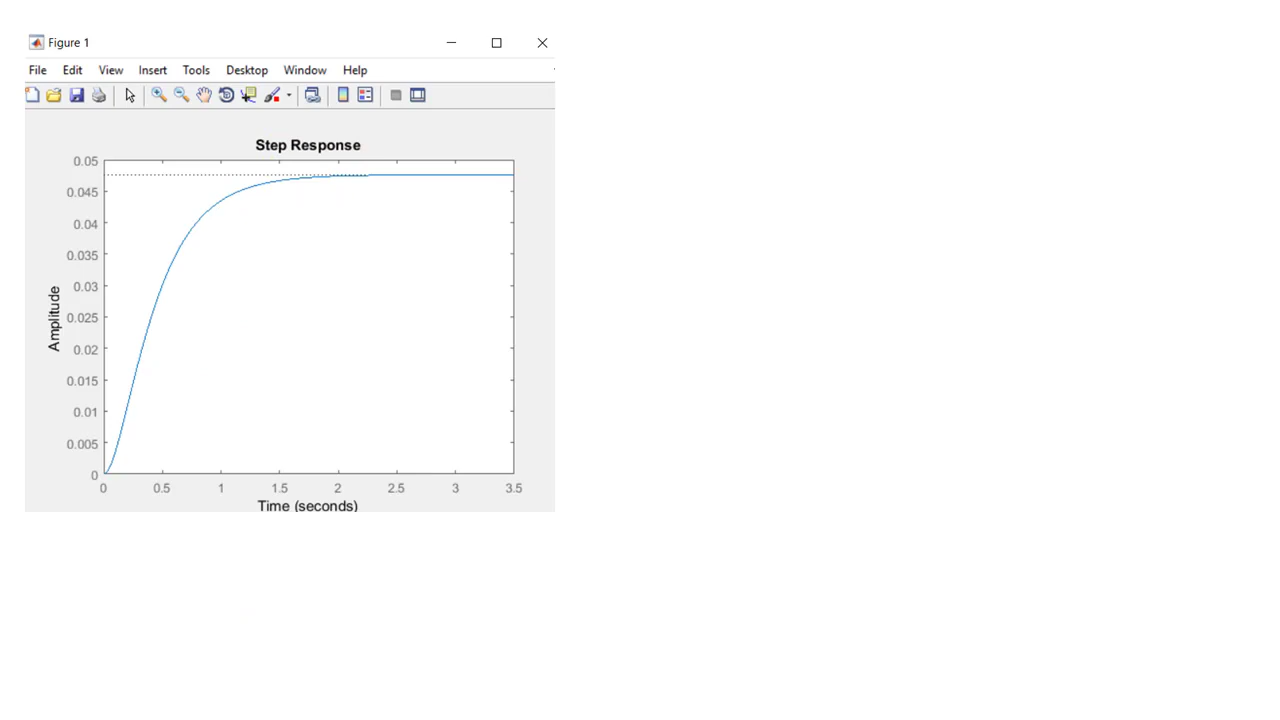 Figure 1
File Edit View Insert Tools Desktop Window Help
Step Response
0.05
0.045
0.04
0.035
0.03
0.025
0.02
0.015
0.01
0.005
0
Amplitude
0 0.5 1 1.5 2 2.5 3 3.5
Time (seconds)